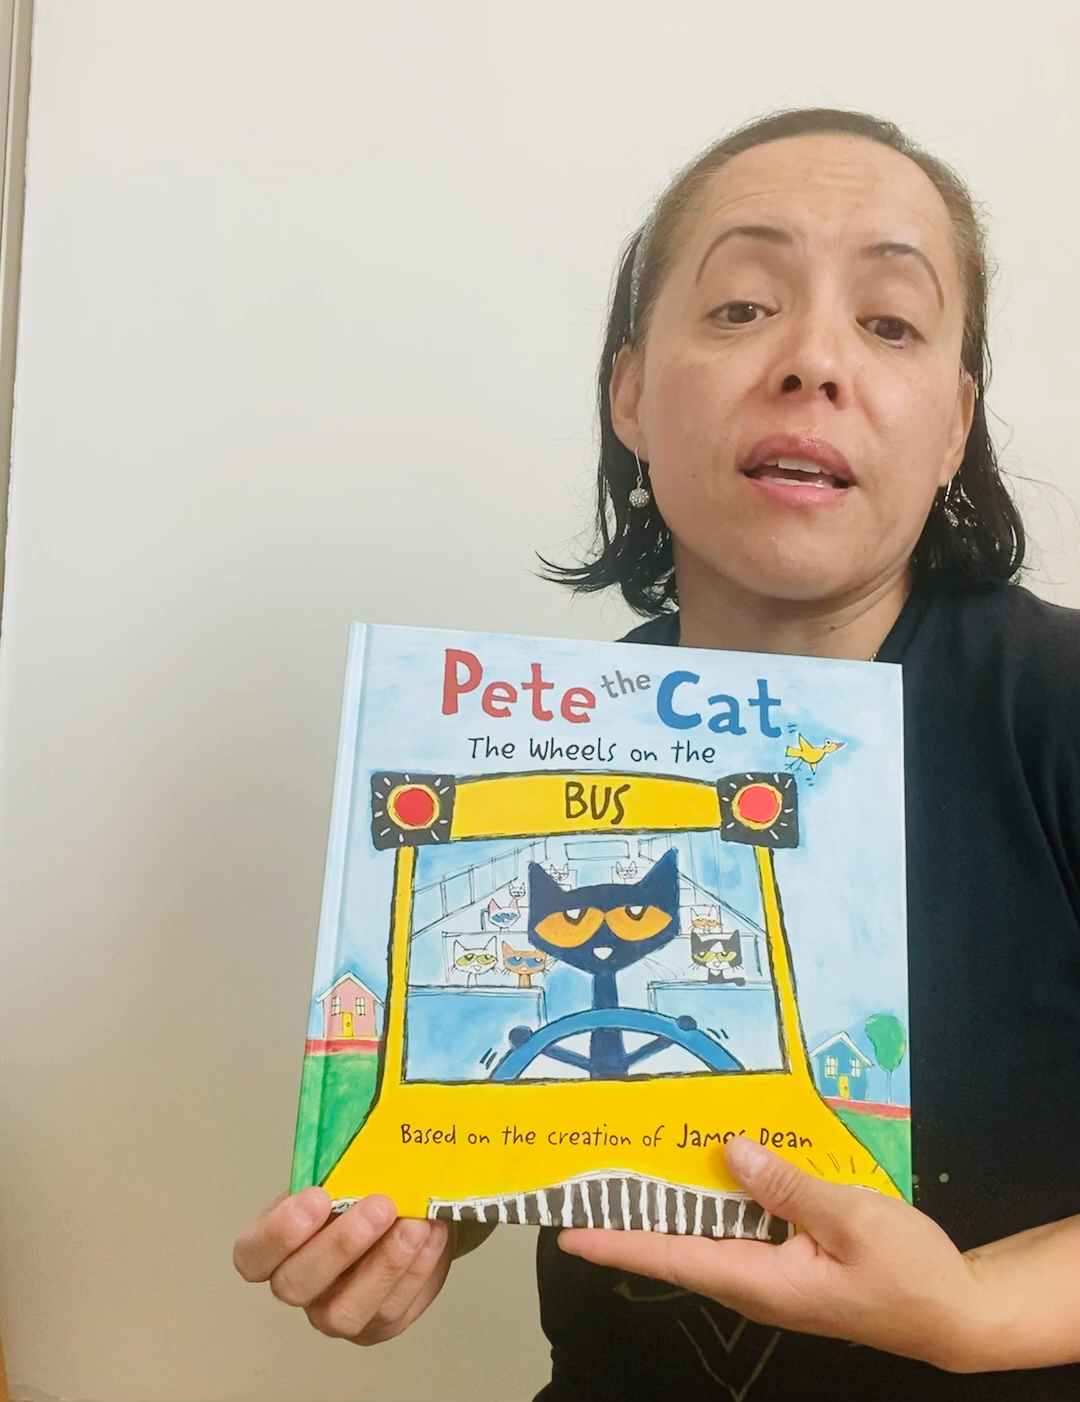 Pete the Cat
The Wheels on the
BUS
Based on the creation of James Dean